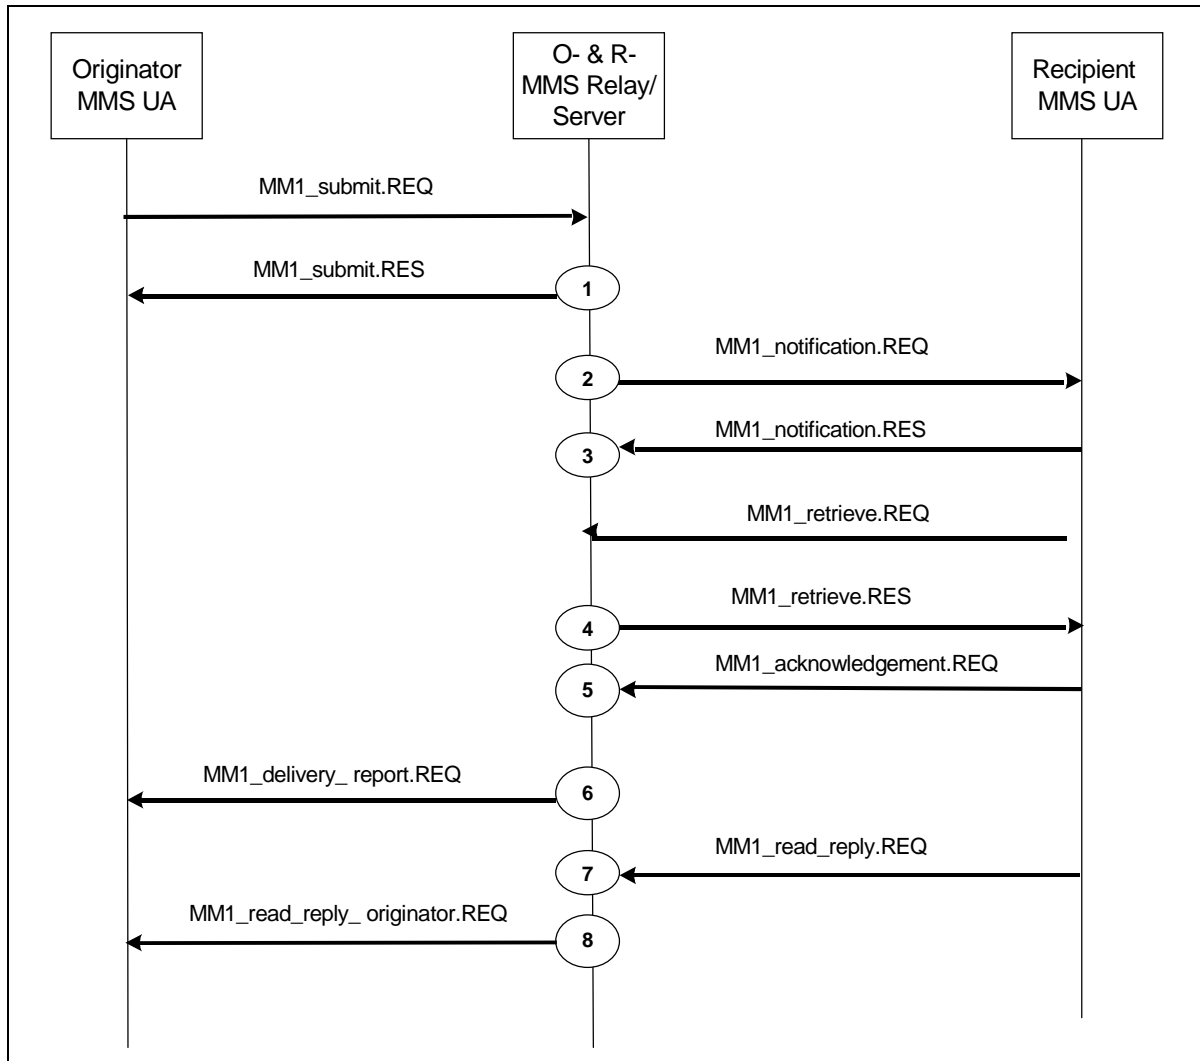 Originator
MMS UA
O- & R-
MMS Relay/
Server
Recipient
MMS UA
MM1_submit.REQ
MM1_submit.RES
1
MM1_notification.REQ
2
MM1_notification.RES
3
MM1_retrieve.REQ
MM1_retrieve.RES
4
MM1_acknowledgement.REQ
5
MM1_delivery_ report.REQ
6
MM1_read_reply.REQ
7
MM1_read_reply_ originator.REQ
8